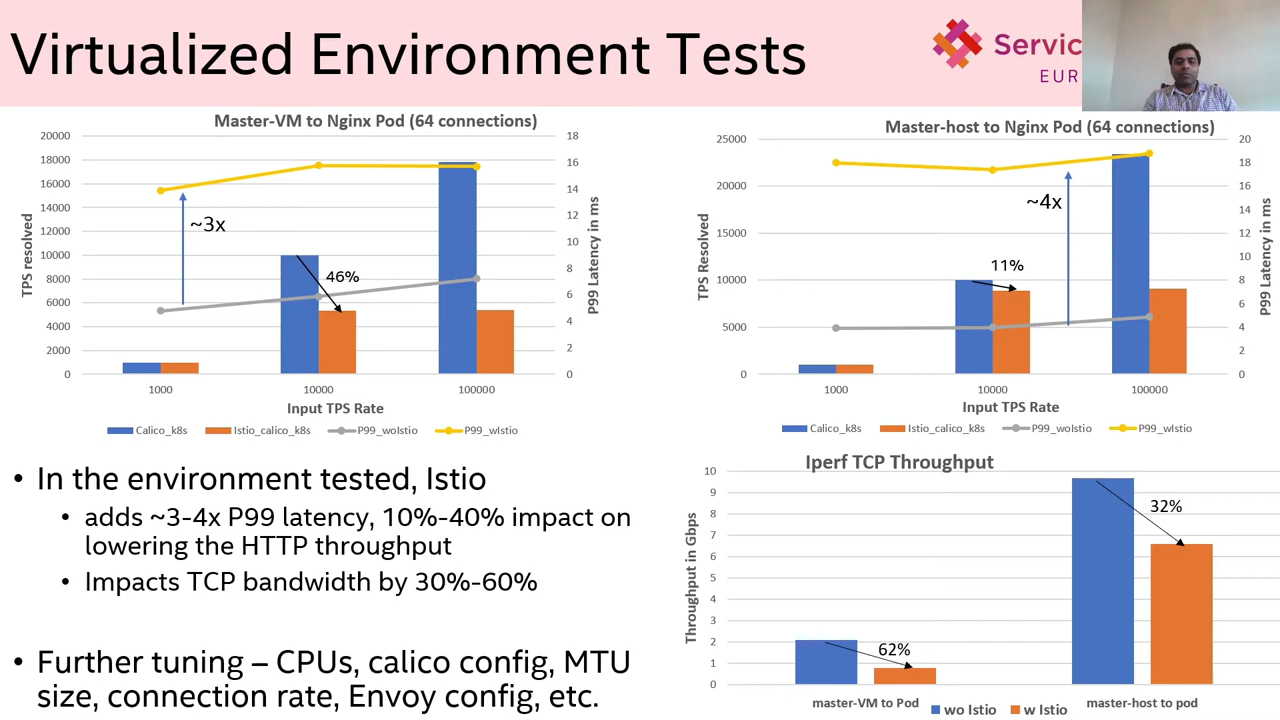 Virtualized Environment Tests
Servic
EUR
Master-VM to Nginx Pod (64 connections)
20000
18000
16000
14000
12000
10000
8000
6000
4000
2000
0
TPS resolved
18
16
14
12
10
8
6
4
2
0
P99 Latency in ms
~3x
46%
1000
10000
100000
Input TPS Rate
Calico_k8s
Istio_calico_k8s
P99_woIstio
P99_wIstio
Master-host to Nginx Pod (64 connections)
25000
20000
15000
10000
5000
0
TPS Resolved
20
18
16
14
12
10
8
6
4
2
0
P99 Latency in ms
~4x
11%
1000
10000
100000
Input TPS Rate
Calico_k8s
Istio_calico_k8s
P99_woIstio
P99_wIstio
• In the environment tested, Istio
• adds ~3-4x P99 latency, 10%-40% impact on
lowering the HTTP throughput
• Impacts TCP bandwidth by 30%-60%
• Further tuning – CPUs, calico config, MTU
size, connection rate, Envoy config, etc.
Iperf TCP Throughput
10
9
8
7
6
5
4
3
2
1
0
Throughput in Gbps
62%
32%
master-VM to Pod
master-host to pod
wo Istio
w Istio